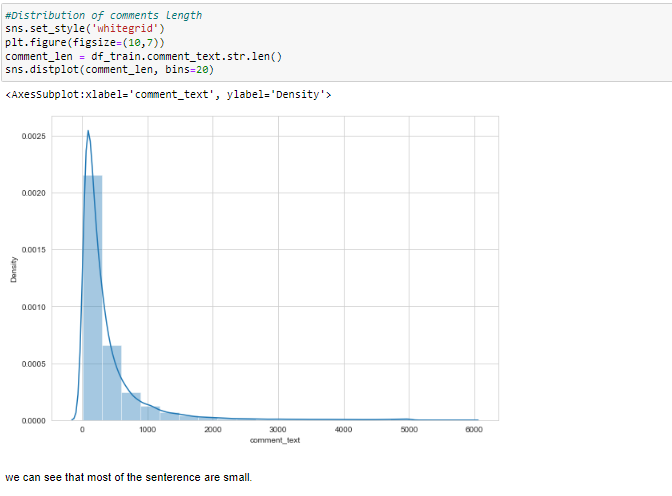 #Distribution of comments Length
sns.set_style('whitegrid')
plt.figure(figsize=(10,7))
comment_len = df_train.comment_text.str.len()
sns.distplot(comment_len, bins=20)
<AxesSubplot:xlabel='comment_text', ylabel='Density'>
0.0025
0.0020
0.0015
Density
0.0010
0.0005
0.0000
0 1000 2000 3000 4000 5000 6000
comment_text
we can see that most of the senterence are small.